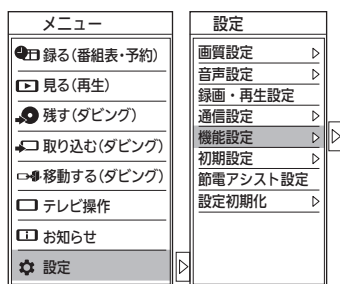 メニュー
録る(番組表・予約)
見る(再生)
残す(ダビング)
取り込む(ダビング)
移動する(ダビング)
テレビ操作
お知らせ
設定
設定
画質設定
音声設定
録画・再生設定
通信設定
機能設定
初期設定
節電アシスト設定
設定初期化